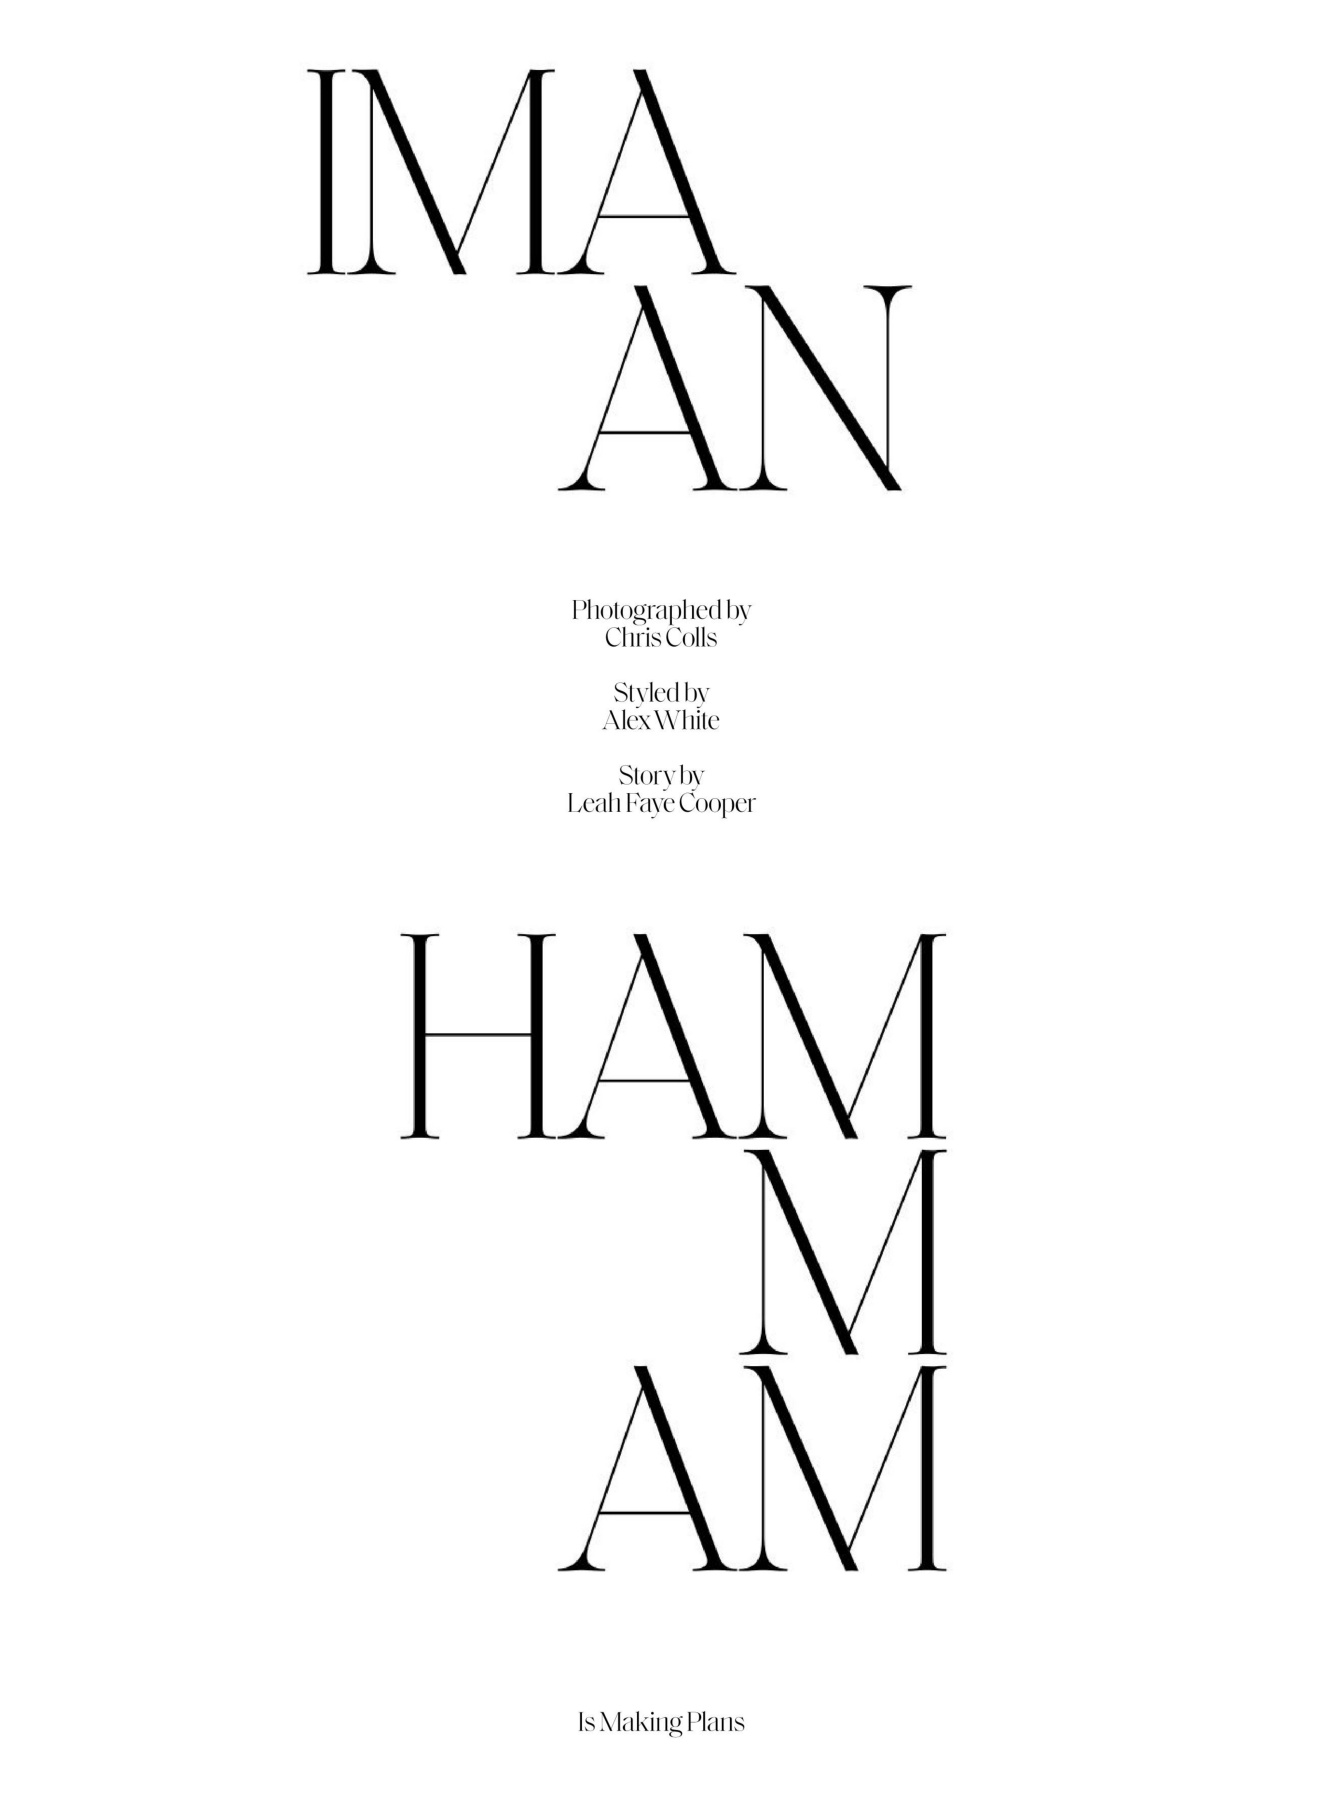 IMA
AN
Photographed by
Chris Colls
Styled by
Alex White
Story by
Leah Faye Cooper
HAM
M
AM
Is Making Plans